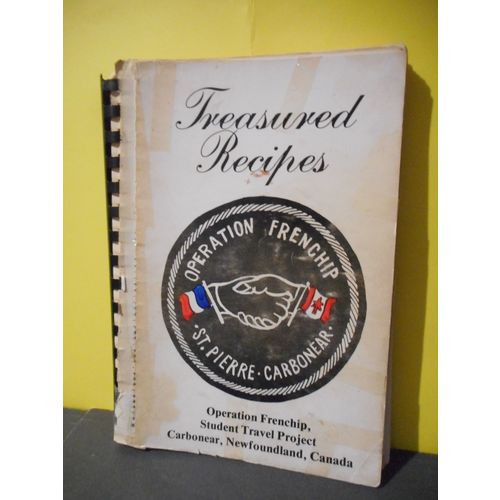 Treasured
Recipes
OPERATION FRENCHIP
· ST. PIERRE · CARBONEAR ·
Operation Frenchip,
Student Travel Project
Carbonear, Newfoundland, Canada